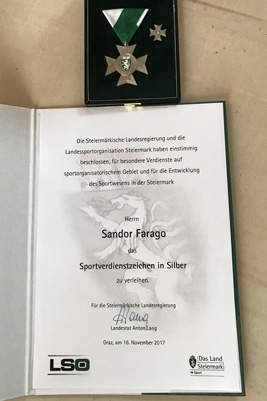 Die Steiermärkische Landesregierung und die
Landessportorganisation Steiermark haben einstimmig
beschlossen, für besondere Verdienste auf
sportorganisatorischem Gebiet und für die Entwicklung
des Sportwesens in der Steiermark
Herrn
Sandor Farago
das
Sportverdienstzeichen in Silber
zu verleihen.
Für die Steiermärkische Landesregierung
Landesrat Anton Lang
Graz, am 16. November 2017
LSO
Das Land
Steiermark
Sport